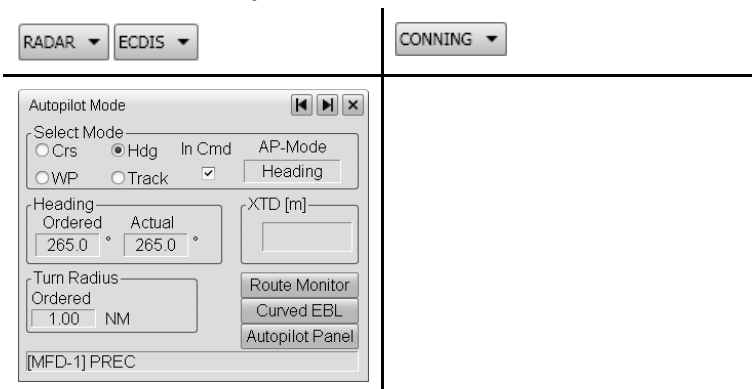 RADAR ECDIS CONNING
Autopilot Mode
Select Mode
Crs Hdg In Cmd AP-Mode
WP Track Heading
Heading XTD [m]
Ordered Actual
265.0 ° 265.0 °
Turn Radius
Ordered
1.00 NM
Route Monitor
Curved EBL
Autopilot Panel
[MFD-1] PREC